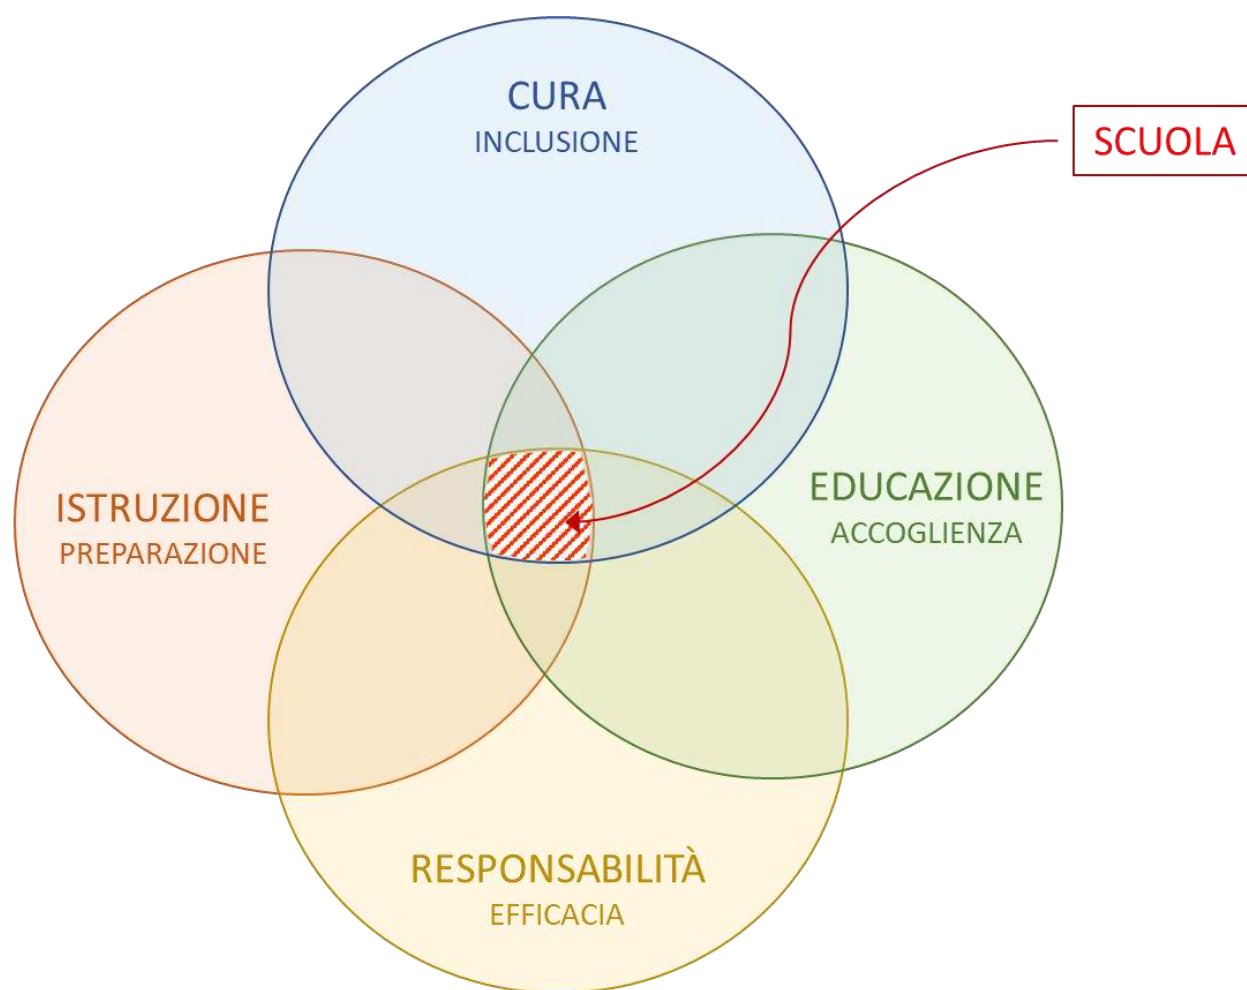 CURA
INCLUSIONE
SCUOLA
ISTRUZIONE
PREPARAZIONE
EDUCAZIONE
ACCOGLIENZA
RESPONSABILITÀ
EFFICACIA